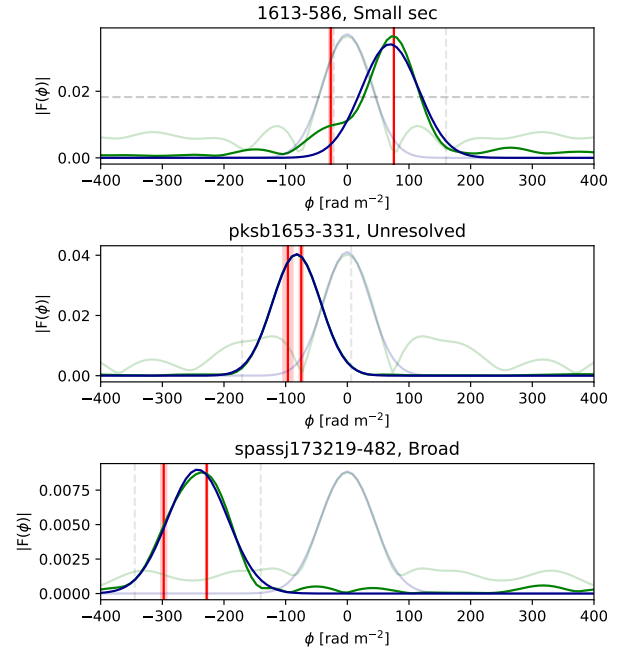 1613-586, Small sec
|F(ϕ)|
0.02
0.00
−400 −300 −200 −100 0 100 200 300 400
ϕ [rad m⁻²]
pksb1653-331, Unresolved
|F(ϕ)|
0.04
0.02
0.00
−400 −300 −200 −100 0 100 200 300 400
ϕ [rad m⁻²]
spassj173219-482, Broad
|F(ϕ)|
0.0075
0.0050
0.0025
0.0000
−400 −300 −200 −100 0 100 200 300 400
ϕ [rad m⁻²]